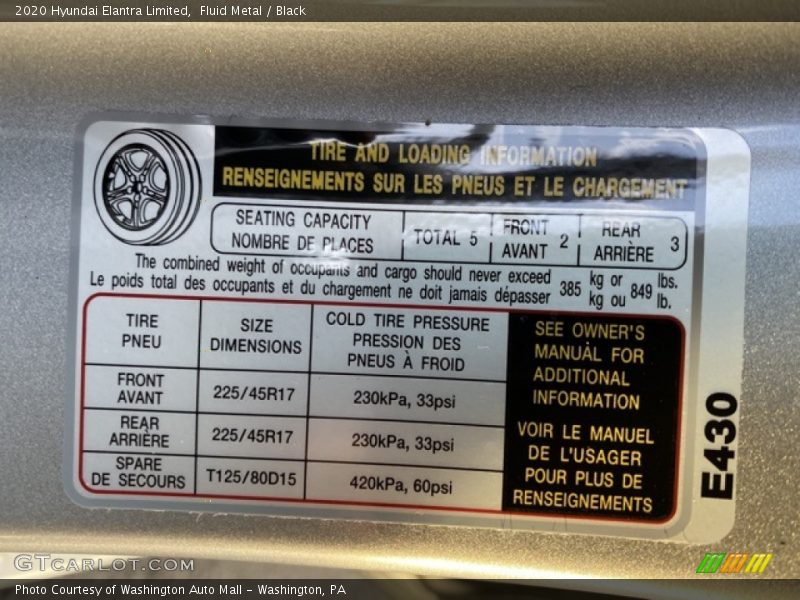 2020 Hyundai Elantra Limited, Fluid Metal / Black
TIRE AND LOADING INFORMATION
RENSEIGNEMENTS SUR LES PNEUS ET LE CHARGEMENT
SEATING CAPACITY
NOMBRE DE PLACES
TOTAL 5
FRONT
AVANT 2
REAR
ARRIÈRE 3
The combined weight of occupants and cargo should never exceed
Le poids total des occupants et du chargement ne doit jamais dépasser
385 kg or 849 lbs.
kg ou lb.
TIRE
PNEU
SIZE
DIMENSIONS
COLD TIRE PRESSURE
PRESSION DES
PNEUS À FROID
FRONT
AVANT
225/45R17
230kPa, 33psi
REAR
ARRIÈRE
225/45R17
230kPa, 33psi
SPARE
DE SECOURS
T125/80D15
420kPa, 60psi
SEE OWNER'S
MANUAL FOR
ADDITIONAL
INFORMATION
VOIR LE MANUEL
DE L'USAGER
POUR PLUS DE
RENSEIGNEMENTS
E430
GTCARLOT.COM
Photo Courtesy of Washington Auto Mall - Washington, PA